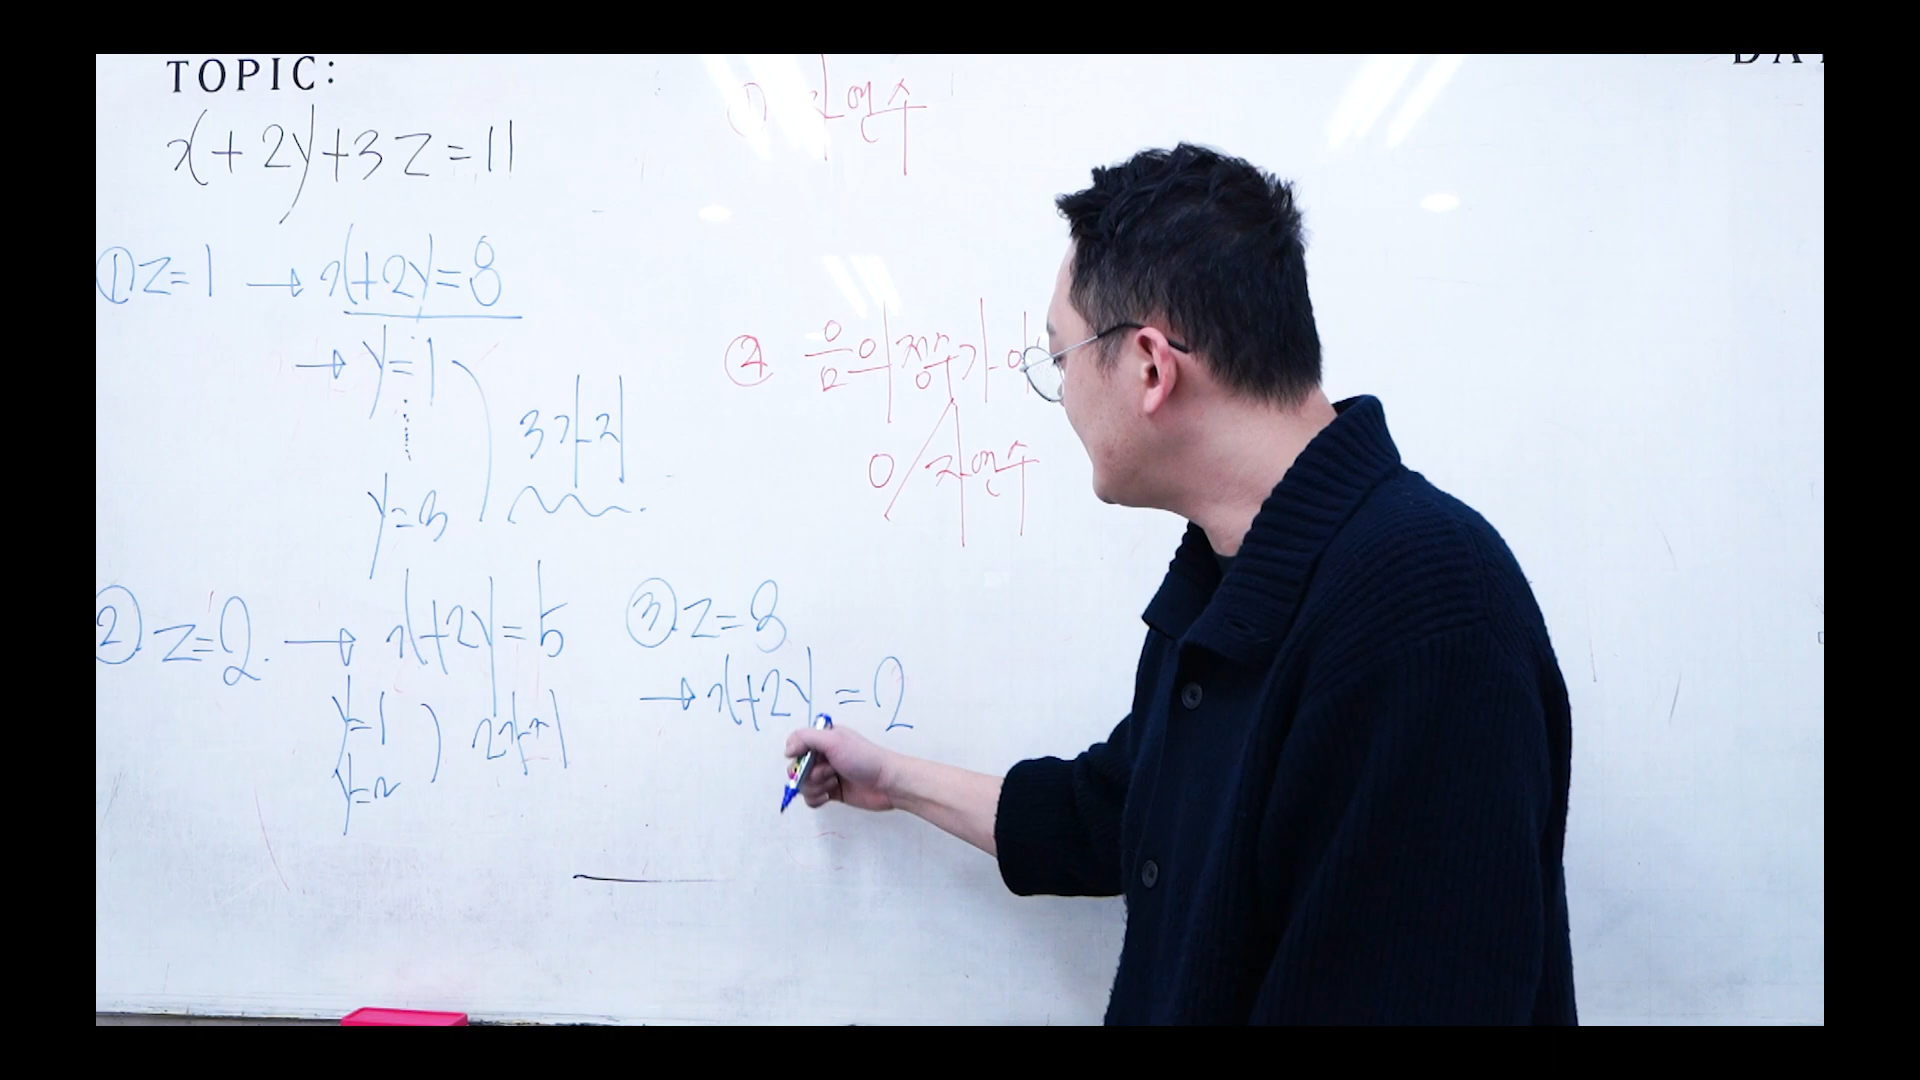 TOPIC:
x+2y+3z=11
① z=1 → x+2y=8
→ y=1
3가지
y=3
② z=2. → x+2y=5
y=1
2가지
y=2
③ z=3
→ x+2y=2
① 자연수
② 음이 정수가 아
0/자연수